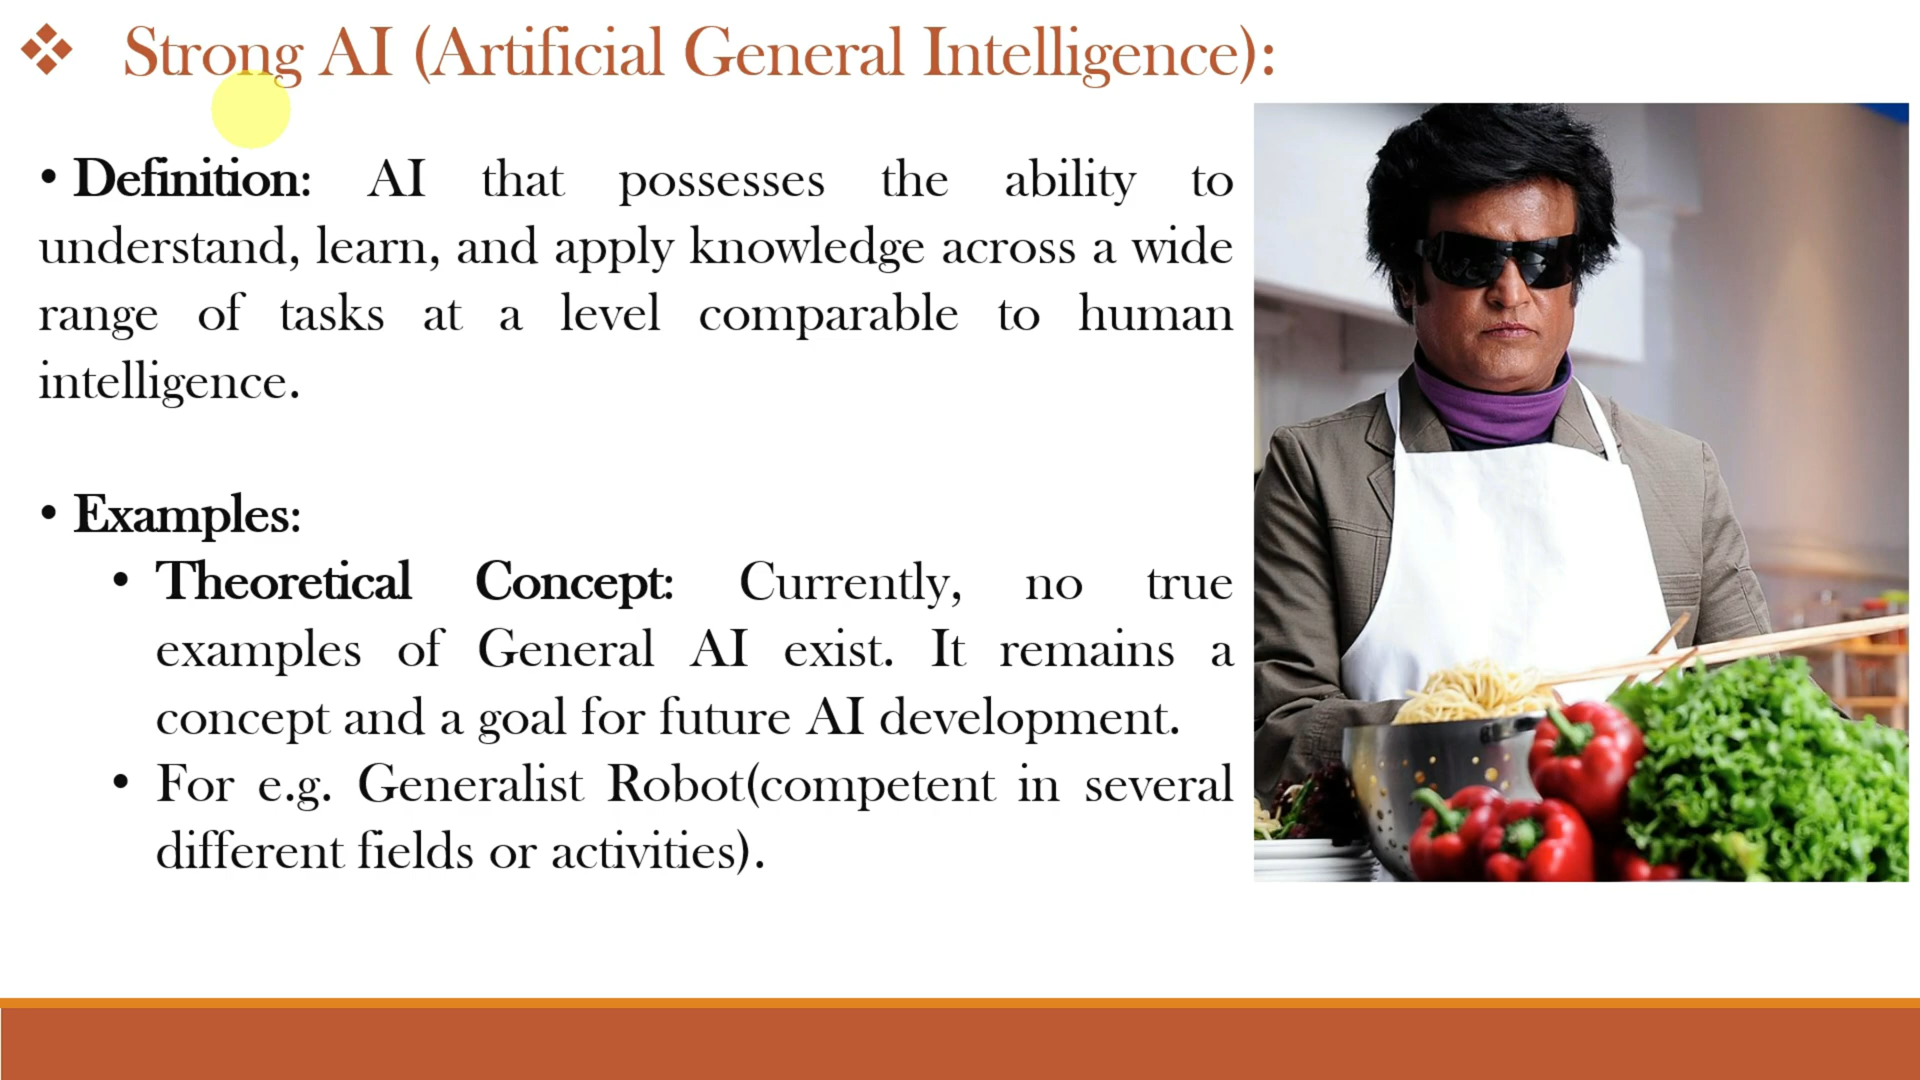 Strong AI (Artificial General Intelligence):
• Definition: AI that possesses the ability to
understand, learn, and apply knowledge across a wide
range of tasks at a level comparable to human
intelligence.
• Examples:
• Theoretical Concept: Currently, no true
examples of General AI exist. It remains a
concept and a goal for future AI development.
• For e.g. Generalist Robot(competent in several
different fields or activities).